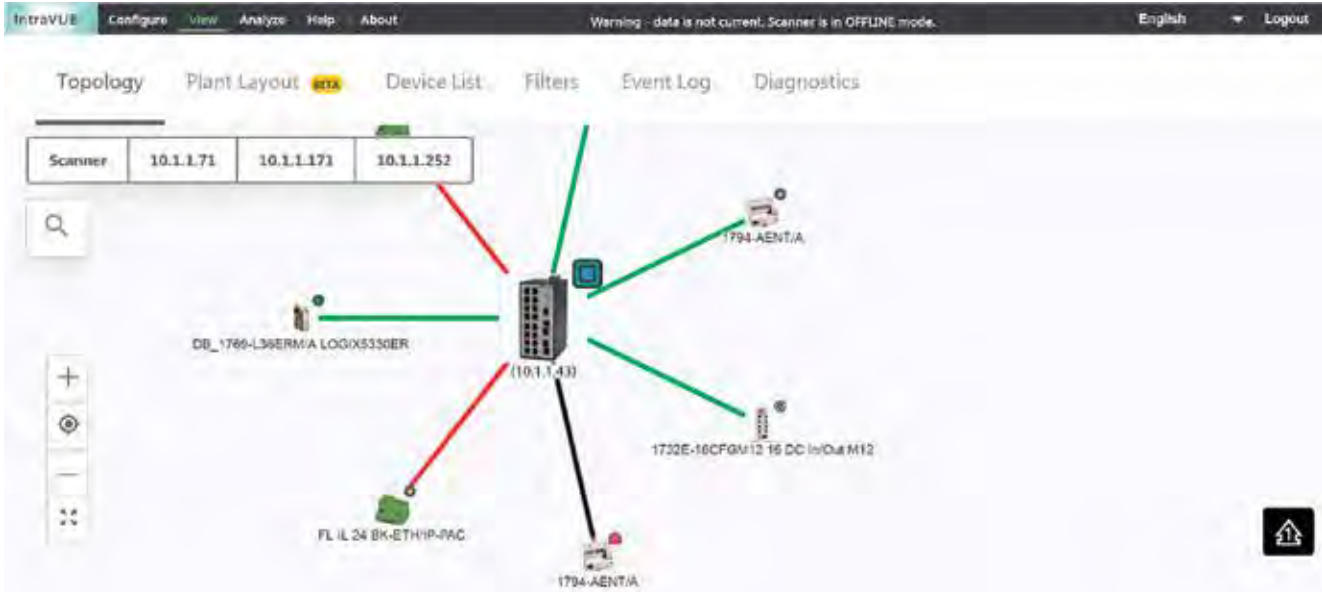 IntraVUE Configure View Analyze Help About Warning - data is not current. Scanner is in OFFLINE mode. English Logout
Topology Plant Layout BETA Device List Filters Event Log Diagnostics
Scanner 10.1.1.71 10.1.1.171 10.1.1.252
1794-AENT/A
DB_1769-L36ERM/A LOGIX5330ER
(10.1.1.43)
1732E-16CFGM12 16 DC In/Out M12
FL IL 24 BK-ETH/IP-PAC
1
1794-AENT/A